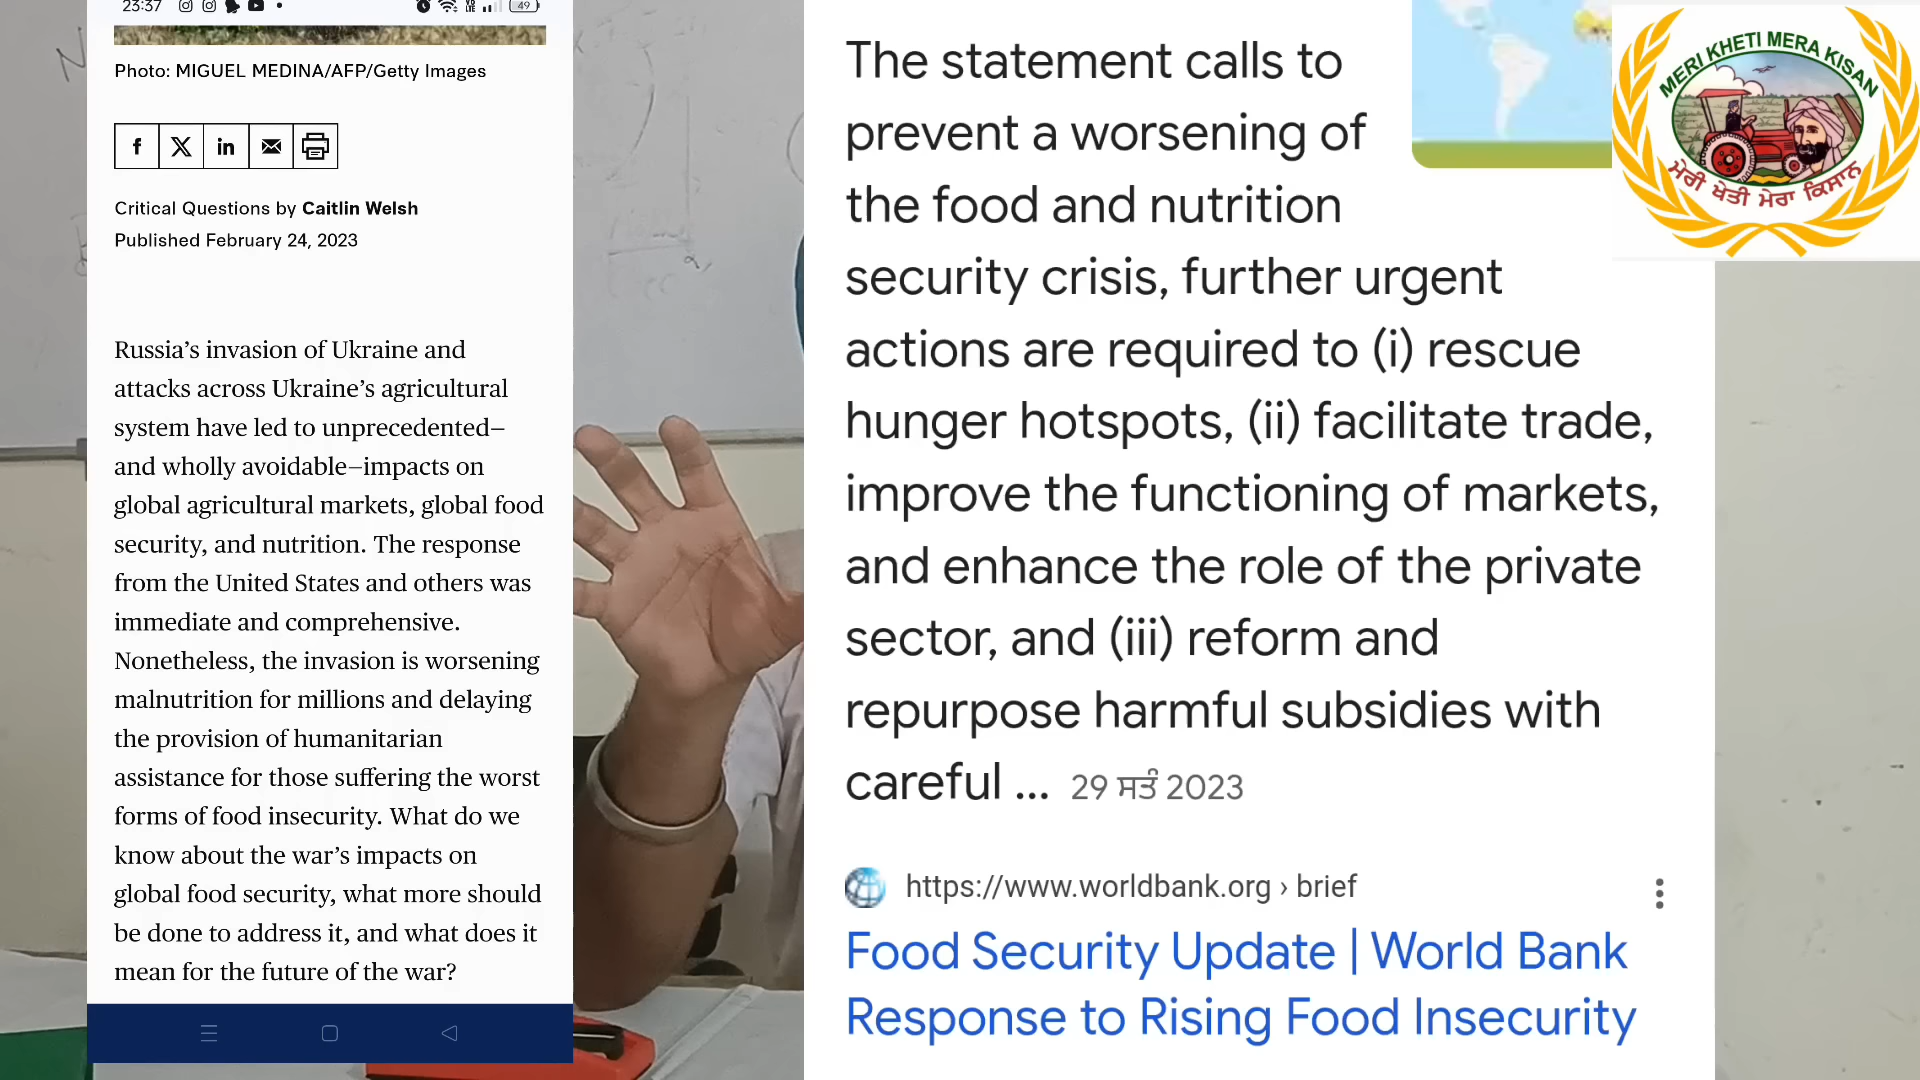 23:37
49
Photo: MIGUEL MEDINA/AFP/Getty Images
Critical Questions by Caitlin Welsh
Published February 24, 2023
Russia’s invasion of Ukraine and
attacks across Ukraine’s agricultural
system have led to unprecedented—
and wholly avoidable—impacts on
global agricultural markets, global food
security, and nutrition. The response
from the United States and others was
immediate and comprehensive.
Nonetheless, the invasion is worsening
malnutrition for millions and delaying
the provision of humanitarian
assistance for those suffering the worst
forms of food insecurity. What do we
know about the war’s impacts on
global food security, what more should
be done to address it, and what does it
mean for the future of the war?
The statement calls to
prevent a worsening of
the food and nutrition
security crisis, further urgent
actions are required to (i) rescue
hunger hotspots, (ii) facilitate trade,
improve the functioning of markets,
and enhance the role of the private
sector, and (iii) reform and
repurpose harmful subsidies with
careful ... 29 ਸਤੰ 2023
https://www.worldbank.org › brief
Food Security Update | World Bank
Response to Rising Food Insecurity
MERI KHETI MERA KISAN
ਮੇਰੀ ਖੇਤੀ ਮੇਰਾ ਕਿਸਾਨ